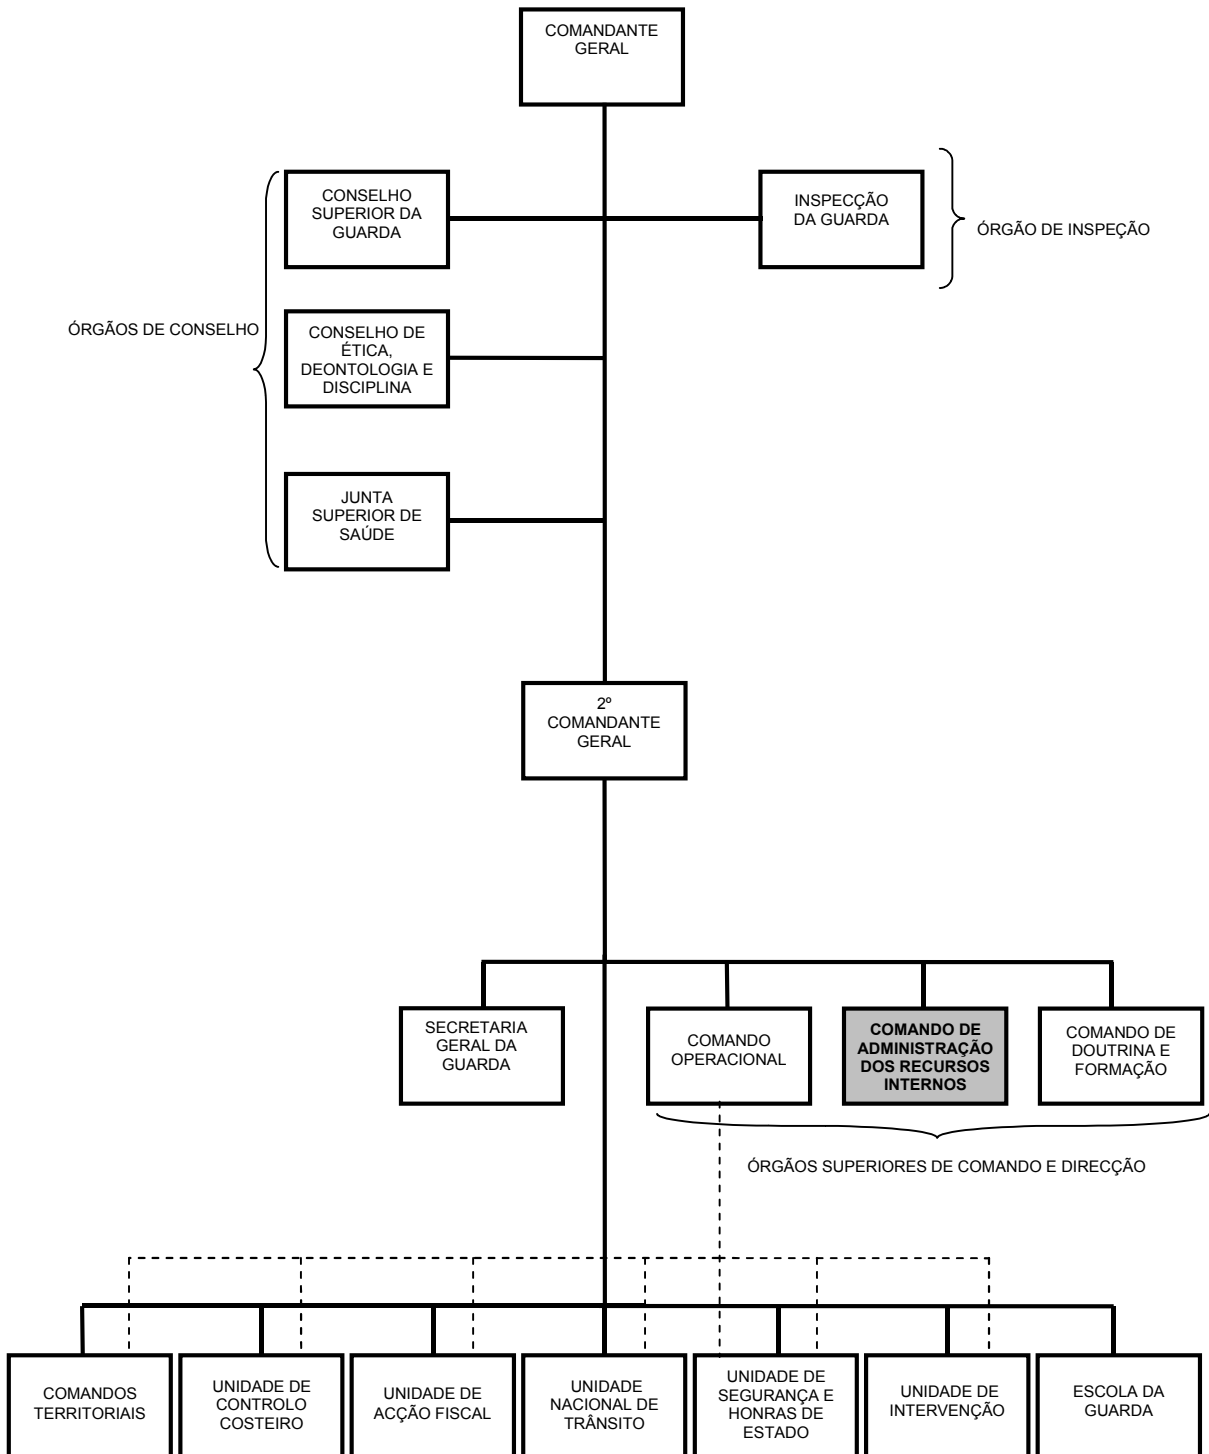 COMANDANTE
GERAL
CONSELHO
SUPERIOR DA
GUARDA
INSPECÇÃO
DA GUARDA
ÓRGÃO DE INSPEÇÃO
ÓRGÃOS DE CONSELHO
CONSELHO DE
ÉTICA,
DEONTOLOGIA E
DISCIPLINA
JUNTA
SUPERIOR DE
SAÚDE
2º
COMANDANTE
GERAL
SECRETARIA
GERAL DA
GUARDA
COMANDO
OPERACIONAL
COMANDO DE
ADMINISTRAÇÃO
DOS RECURSOS
INTERNOS
COMANDO DE
DOUTRINA E
FORMAÇÃO
ÓRGÃOS SUPERIORES DE COMANDO E DIRECÇÃO
COMANDOS
TERRITORIAIS
UNIDADE DE
CONTROLO
COSTEIRO
UNIDADE DE
ACÇÃO FISCAL
UNIDADE
NACIONAL DE
TRÂNSITO
UNIDADE DE
SEGURANÇA E
HONRAS DE
ESTADO
UNIDADE DE
INTERVENÇÃO
ESCOLA DA
GUARDA